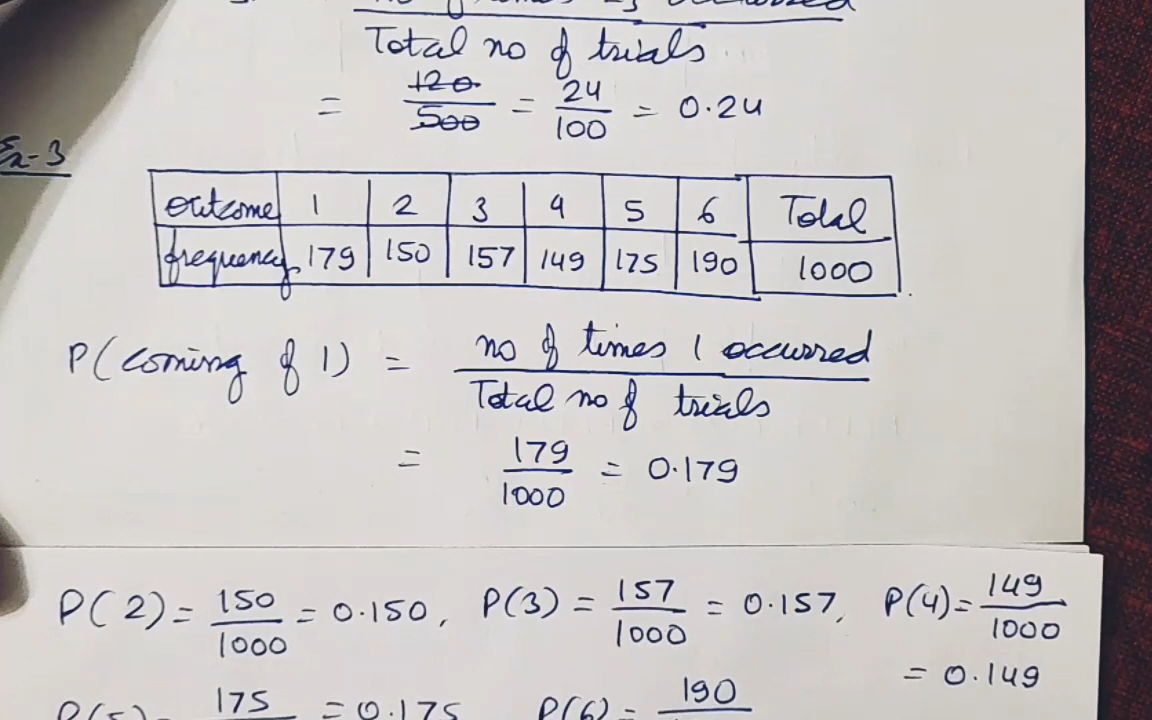 Total no of trials
= 120/500 = 24/100 = 0.24
Ex-3
outcome 1 2 3 4 5 6 Total
frequency 179 150 157 149 175 190 1000
P(coming of 1) = no of times 1 occurred / Total no of trials
= 179/1000 = 0.179
P(2) = 150/1000 = 0.150, P(3) = 157/1000 = 0.157, P(4) = 149/1000
= 0.149
P(5) = 175 = 0.175 P(6) = 190